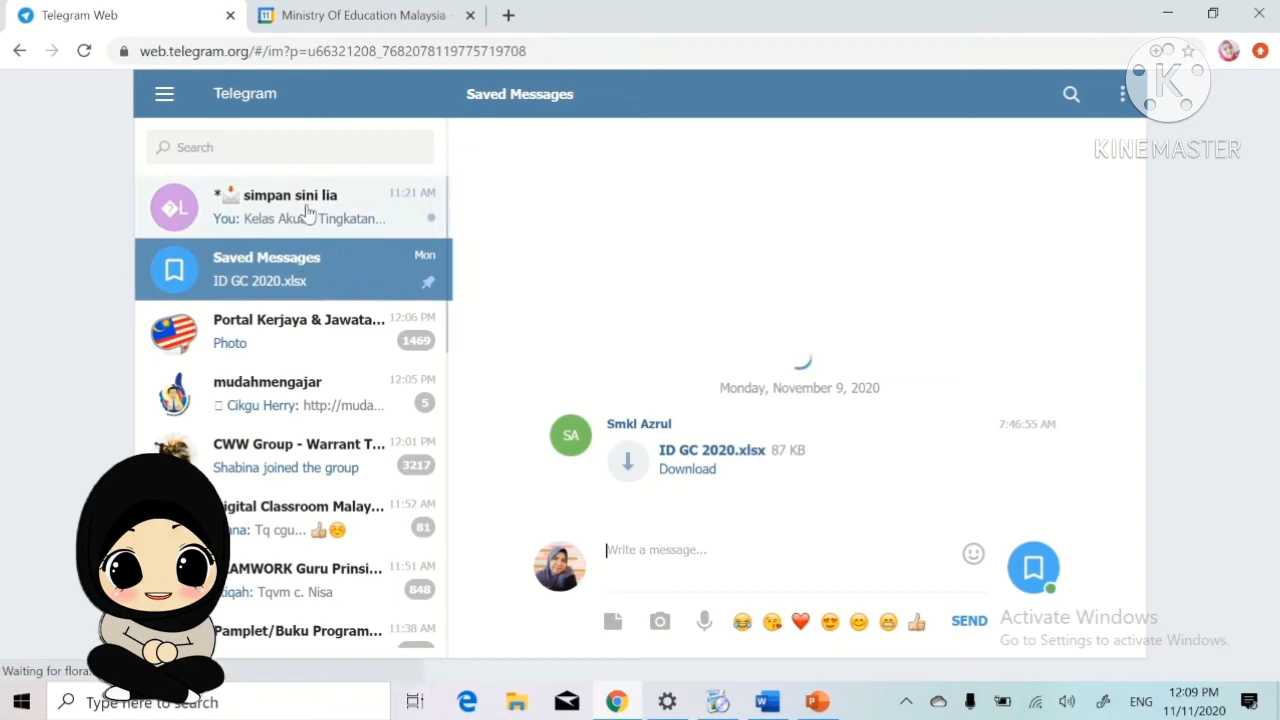 Telegram Web
Ministry Of Education Malaysia
web.telegram.org/#/im?p=u66321208_7682078119775719708
K
KINEMASTER
Telegram
Saved Messages
Search
simpan sini lia
11:21 AM
L
You: Kelas Aku Tingkatan...
Saved Messages
Mon
ID GC 2020.xlsx
Portal Kerjaya & Jawata...
12:06 PM
Photo
1469
mudahmengajar
12:05 PM
Cikgu Herry: http://muda...
5
CWW Group - Warrant T...
12:01 PM
Shabina joined the group
3217
igital Classroom Malay...
11:52 AM
ana: Tq cgu...
81
AMWORK Guru Prinsi...
11:51 AM
iqah: Tqvm c. Nisa
848
Pamplet/Buku Program...
11:38 AM
Monday, November 9, 2020
SA
Smkl Azrul
7:46:55 AM
ID GC 2020.xlsx 87 KB
Download
Write a message...
SEND
Activate Windows
Go to Settings to activate Windows.
Waiting for flora
Type here to search
ENG
12:09 PM
11/11/2020